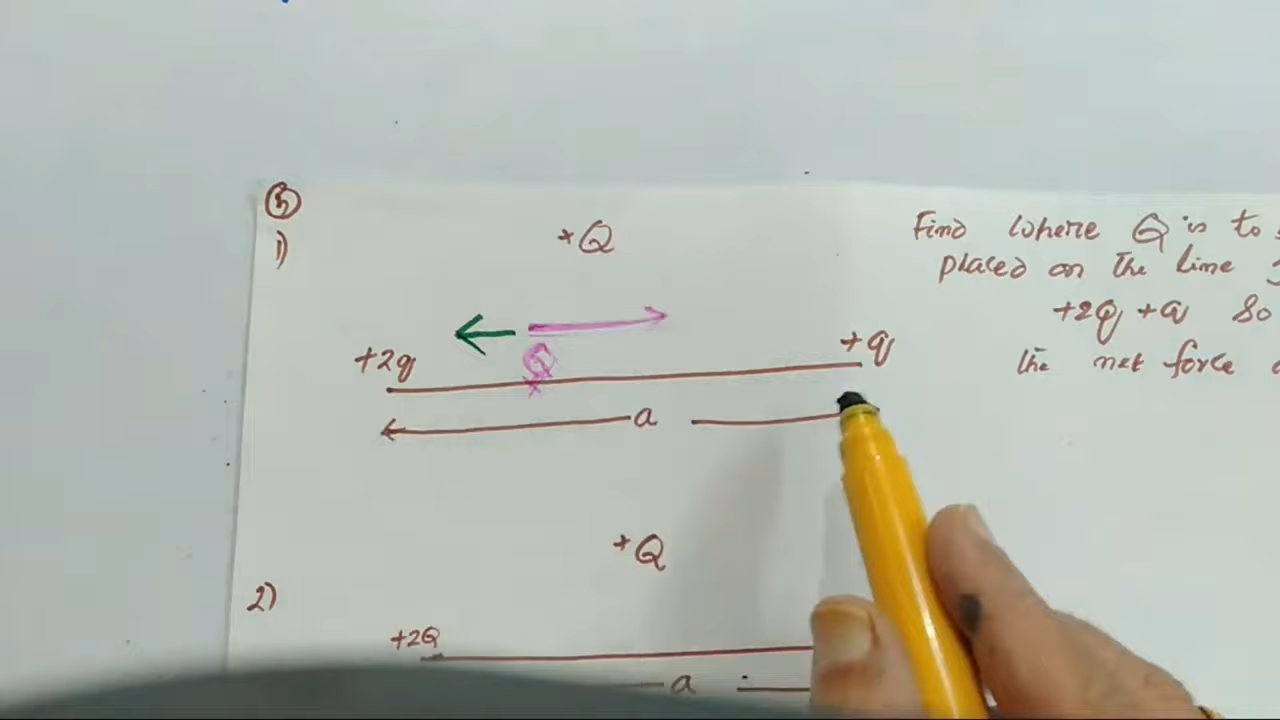 5
1)
+Q
Find where Q is to
placed on the line
+2q +q So
the net force
+2q
Q
+q
a
+Q
2)
+2Q
a